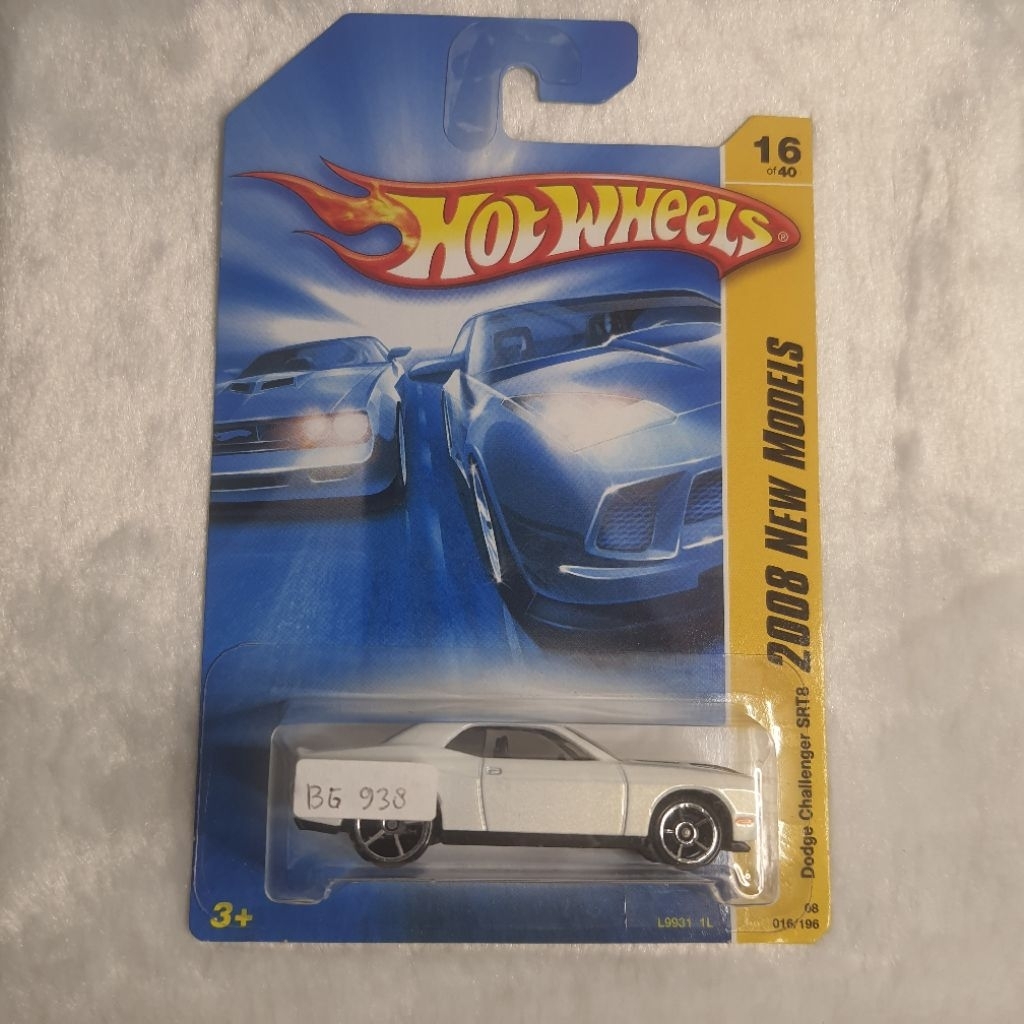 16
of 40
HOT WHEELS®
2008 NEW MODELS
Dodge Challenger SRT8
BG 938
3+
L9931 1L
08
016/196